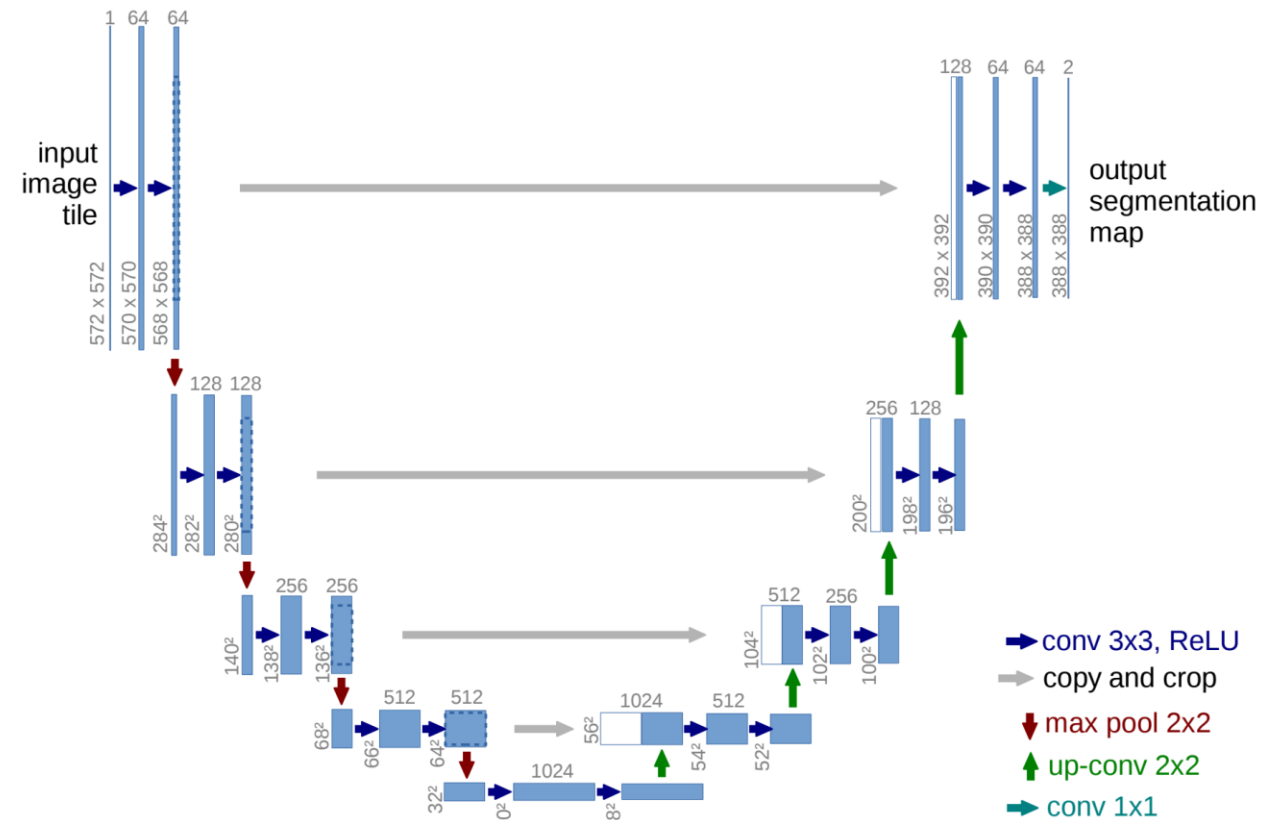 1 64 64
128 64 64 2
input
image
tile
output
segmentation
map
572 x 572
570 x 570
568 x 568
392 x 392
390 x 390
388 x 388
388 x 388
128 128
256 128
284²
282²
280²
200²
198²
196²
256 256
512 256
140²
138²
136²
104²
102²
100²
512 512
1024 512
68²
66²
64²
56²
54²
52²
1024
32²
0²
8²
conv 3x3, ReLU
copy and crop
max pool 2x2
up-conv 2x2
conv 1x1